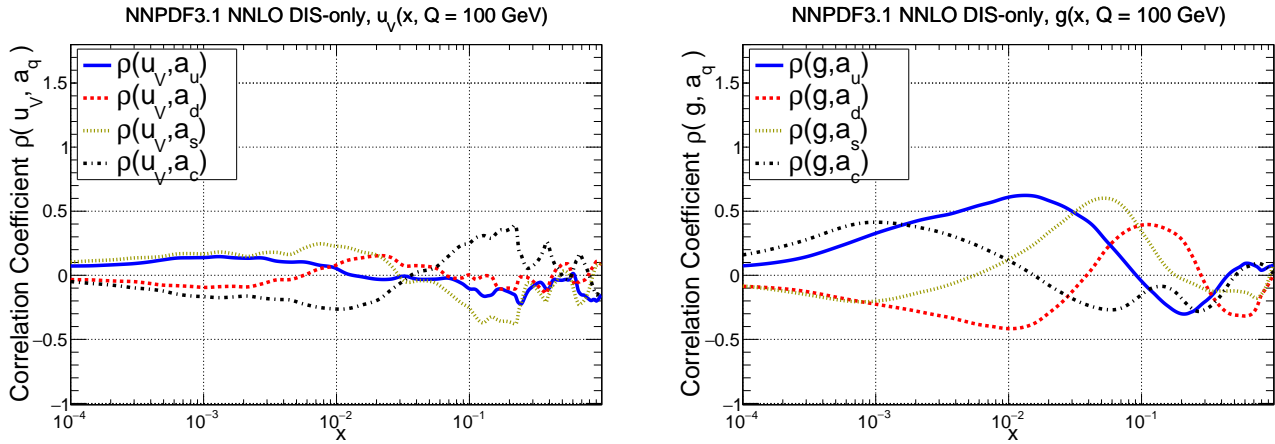 NNPDF3.1 NNLO DIS-only, u_V(x, Q = 100 GeV)
Correlation Coefficient ρ( u_V, a_q)
1.5
1
0.5
0
−0.5
−1
ρ(u_V,a_u)
ρ(u_V,a_d)
ρ(u_V,a_s)
ρ(u_V,a_c)
10^−4
10^−3
10^−2
10^−1
x
NNPDF3.1 NNLO DIS-only, g(x, Q = 100 GeV)
Correlation Coefficient ρ( g, a_q)
1.5
1
0.5
0
−0.5
−1
ρ(g,a_u)
ρ(g,a_d)
ρ(g,a_s)
ρ(g,a_c)
10^−4
10^−3
10^−2
10^−1
x